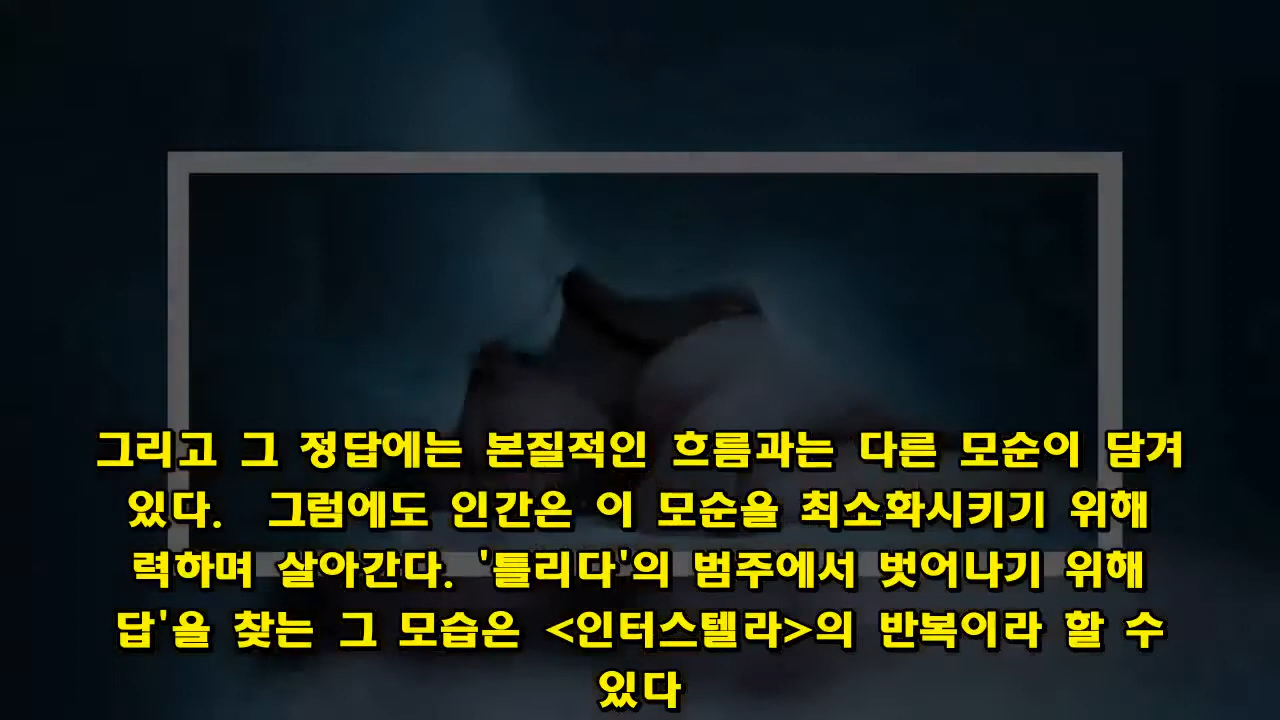 그리고 그 정답에는 본질적인 흐름과는 다른 모순이 담겨
있다. 그럼에도 인간은 이 모순을 최소화시키기 위해
력하며 살아간다. '틀리다'의 범주에서 벗어나기 위해
답'을 찾는 그 모습은 <인터스텔라>의 반복이라 할 수
있다